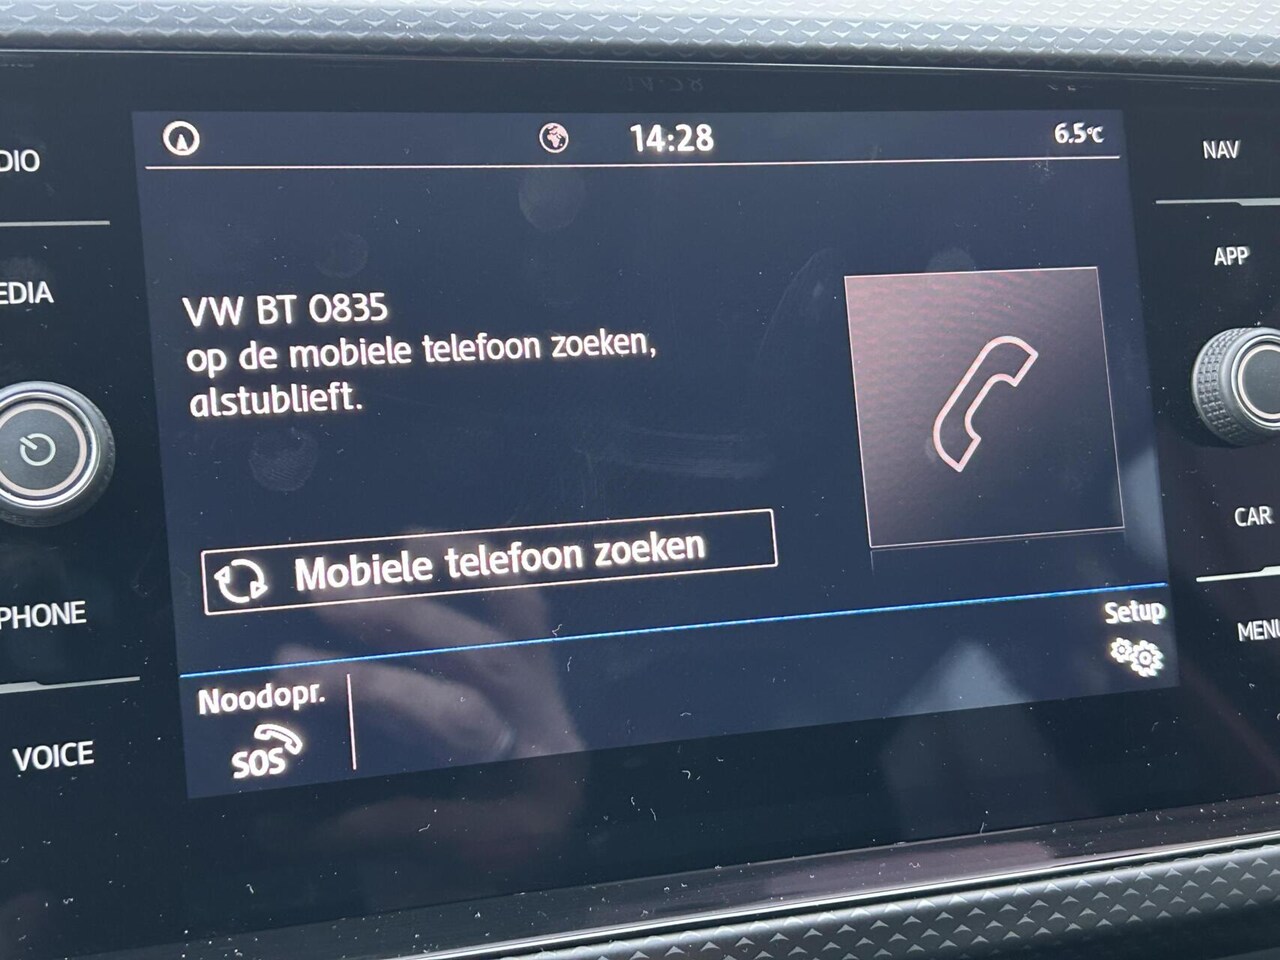 14:28
6.5°C
DIO
NAV
EDIA
APP
VW BT 0835
op de mobiele telefoon zoeken,
alstublieft.
Mobiele telefoon zoeken
PHONE
CAR
Setup
MENU
Noodopr.
SOS
VOICE